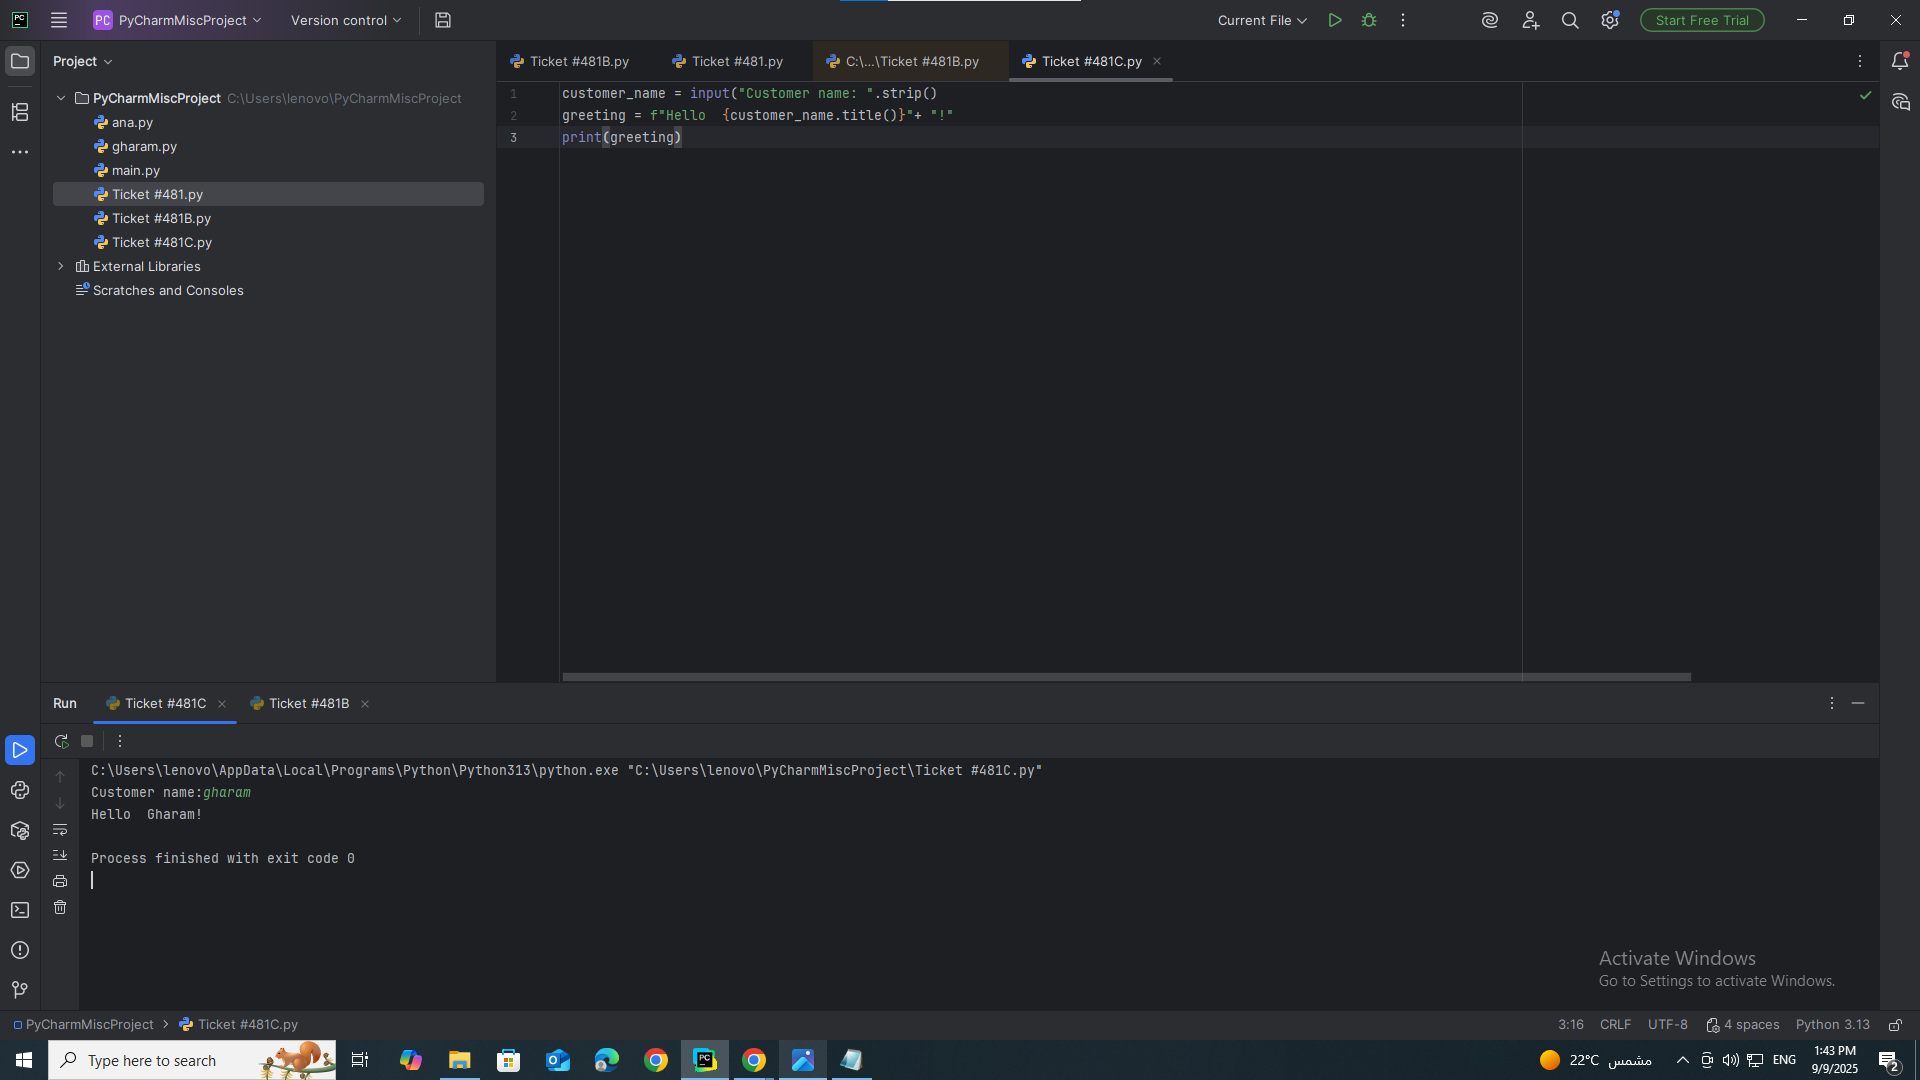 PC PyCharmMiscProject Version control Current File Start Free Trial
Project
Ticket #481B.py Ticket #481.py C:\...\Ticket #481B.py Ticket #481C.py
PyCharmMiscProject C:\Users\lenovo\PyCharmMiscProject
ana.py
gharam.py
main.py
Ticket #481.py
Ticket #481B.py
Ticket #481C.py
External Libraries
Scratches and Consoles
1 customer_name = input("Customer name: ".strip()
2 greeting = f"Hello  {customer_name.title()}"+ "!"
3 print(greeting)
Run Ticket #481C Ticket #481B
C:\Users\lenovo\AppData\Local\Programs\Python\Python313\python.exe "C:\Users\lenovo\PyCharmMiscProject\Ticket #481C.py"
Customer name:gharam
Hello  Gharam!
Process finished with exit code 0
Activate Windows
Go to Settings to activate Windows.
PyCharmMiscProject Ticket #481C.py 3:16 CRLF UTF-8 4 spaces Python 3.13
Type here to search 22°C مشمس ENG 1:43 PM
9/9/2025
2